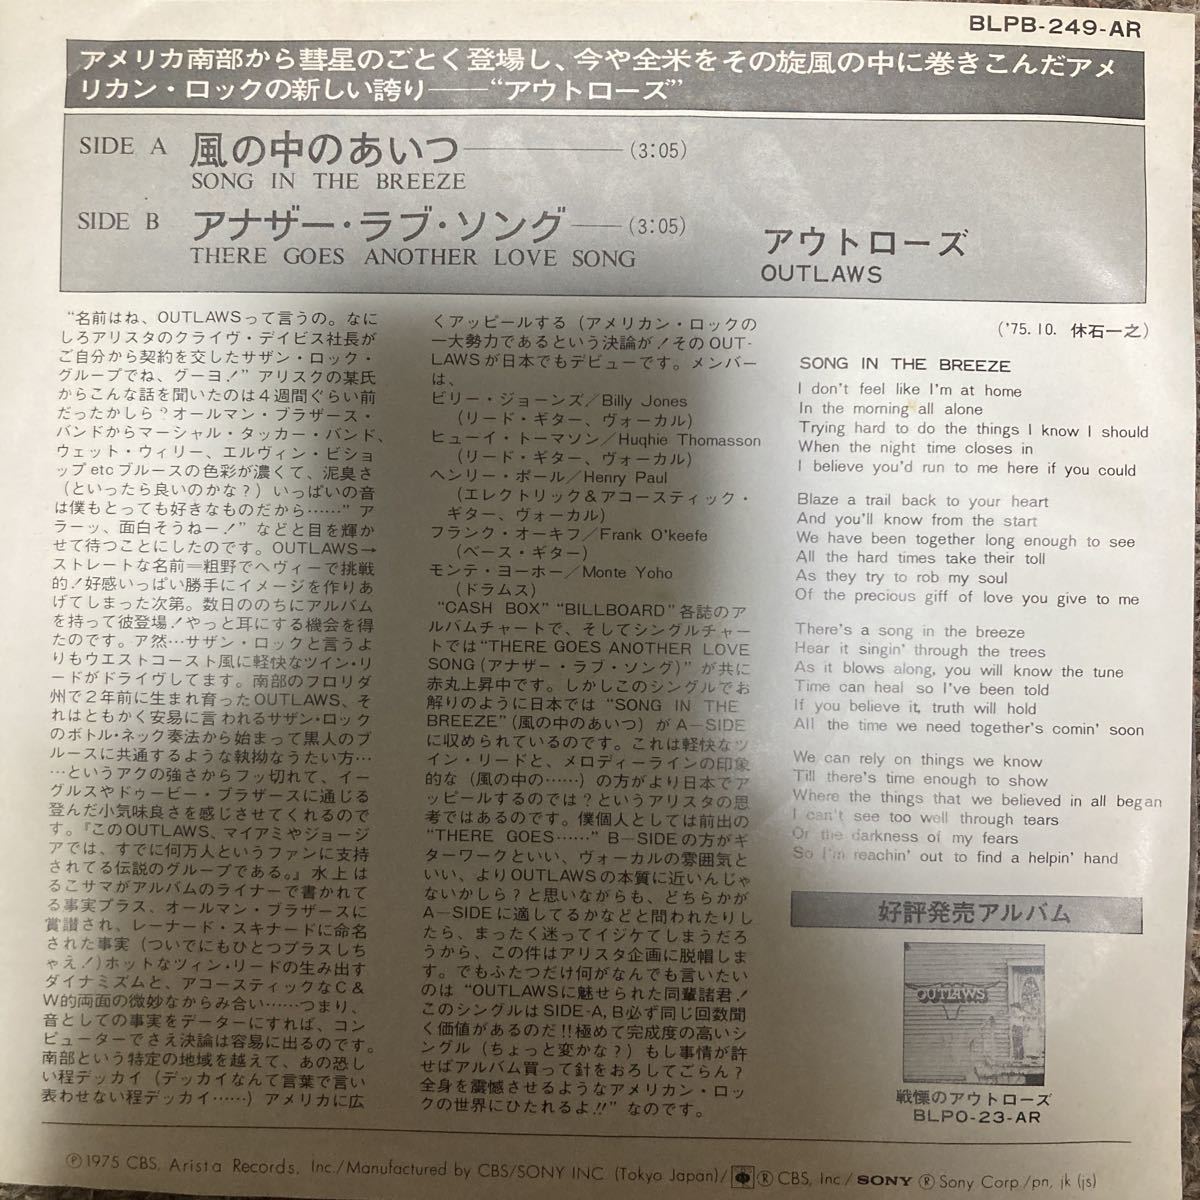 BLPB-249-AR
アメリカ南部から彗星のごとく登場し、今や全米をその旋風の中に巻きこんだアメ
リカン・ロックの新しい誇り——“アウトローズ”
SIDE A 風の中のあいつ——(3:05)
SONG IN THE BREEZE
SIDE B アナザー・ラブ・ソング——(3:05)
THERE GOES ANOTHER LOVE SONG
アウトローズ
OUTLAWS
“名前はね、OUTLAWSって言うの。なに
しろアリスタのクライヴ・デイビス社長が
ご自分から契約を交したサザン・ロック・
グループでね、グーヨ!”アリスクの某氏
からこんな話を聞いたのは4週間ぐらい前
だったかしら?オールマン・ブラザース・
バンドからマーシャル・タッカー・バンド、
ウェット・ウィリー、エルヴィン・ビショ
ップetcブルースの色彩が濃くて、泥臭さ
(といったら良いのかな?)いっぱいの音
は僕もとっても好きなものだから……“ア
ラーッ、面白そうねー!”などと目を輝か
せて待つことにしたのです。OUTLAWS→
ストレートな名前=粗野でヘヴィーで挑戦
的!好感いっぱい勝手にイメージを作りあ
げてしまった次第。数日ののちにアルバム
を持って彼登場!やっと耳にする機会を得
たのです。ア然…サザン・ロックと言うよ
りもウエストコースト風に軽快なツイン・リ
ードがドライヴしてます。南部のフロリダ
州で2年前に生まれ育ったOUTLAWS、そ
れはともかく安易に言われるサザン・ロック
のボトル・ネック奏法から始まって黒人のブ
ルースに共通するような執拗なうたい方…
…というアクの強さからフッ切れて、イー
グルスやドゥービー・ブラザースに通じる
登んだ小気味良さを感じさせてくれるので
す。『このOUTLAWS、マイアミやジョージ
アでは、すでに何万人というファンに支持
されてる伝説のグループである。』水上は
るこサマがアルバムのライナーで書かれて
る事実プラス、オールマン・ブラザースに
賞讃され、レーナード・スキナードに命名
された事実(ついでにもひとつプラスしち
ゃえ!)ホットなツィン・リードの生み出す
ダイナミズムと、アコースティックなC&
W的両面の微妙なからみ合い……つまり、
音としての事実をデーターにすれば、コン
ピューターでさえ決論は容易に出るのです。
南部という特定の地域を越えて、あの恐し
い程デッカイ(デッカイなんて言葉で言い
表わせない程デッカイ……)アメリカに広
くアッピールする(アメリカン・ロックの
一大勢力であるという決論が!そのOUT-
LAWSが日本でもデビューです。メンバー
は、
ビリー・ジョーンズ/Billy Jones
(リード・ギター、ヴォーカル)
ヒューイ・トーマソン/Huqhie Thomasson
(リード・ギター、ヴォーカル)
ヘンリー・ポール/Henry Paul
(エレクトリック&アコースティック・
ギター、ヴォーカル)
フランク・オーキフ/Frank O'keefe
(ベース・ギター)
モンテ・ヨーホー/Monte Yoho
(ドラムス)
“CASH BOX”“BILLBOARD”各誌のア
ルバムチャートで、そしてシングルチャー
トでは“THERE GOES ANOTHER LOVE
SONG(アナザー・ラブ・ソング)”が共に
赤丸上昇中です。しかしこのシングルでお
解りのように日本では“SONG IN THE
BREEZE”(風の中のあいつ)がA—SIDE
に収められているのです。これは軽快なツ
イン・リードと、メロディーラインの印象
的な(風の中の……)の方がより日本でア
ッピールするのでは?というアリスタの思
考ではあるのです。僕個人としては前出の
“THERE GOES……”B—SIDEの方がギ
ターワークといい、ヴォーカルの雰囲気と
いい、よりOUTLAWSの本質に近いんじゃ
ないかしら?と思いながらも、どちらかが
A—SIDEに適してるかなどと問われたりし
たら、まったく迷ってイジケてしまうだろ
うから、この件はアリスタ企画に脱帽しま
す。でもふたつだけ何がなんでも言いたい
のは“OUTLAWSに魅せられた同輩諸君!
このシングルはSIDE-A, B必ず同じ回数聞
く価値があるのだ!!極めて完成度の高いシ
ングル(ちょっと変かな?)もし事情が許
せばアルバム買って針をおろしてごらん?
全身を震憾させるようなアメリカン・ロッ
クの世界にひたれるよ!!”なのです。
('75.10. 休石一之)
SONG IN THE BREEZE
I don't feel like I'm at home
In the morning all alone
Trying hard to do the things I know I should
When the night time closes in
I believe you'd run to me here if you could
Blaze a trail back to your heart
And you'll know from the start
We have been together long enough to see
All the hard times take their toll
As they try to rob my soul
Of the precious giff of love you give to me
There's a song in the breeze
Hear it singin' through the trees
As it blows along, you will know the tune
Time can heal so I've been told
If you believe it, truth will hold
All the time we need together's comin' soon
We can rely on things we know
Till there's time enough to show
Where the things that we believed in all began
I can't see too well through tears
Or the darkness of my fears
So I'm reachin' out to find a helpin' hand
好評発売アルバム
OUTLAWS
戦慄のアウトローズ
BLPO-23-AR
Ⓟ1975 CBS, Arista Records, Inc./Manufactured by CBS/SONY INC (Tokyo Japan)/ ® CBS, Inc/SONY ® Sony Corp/pn, jk (js)